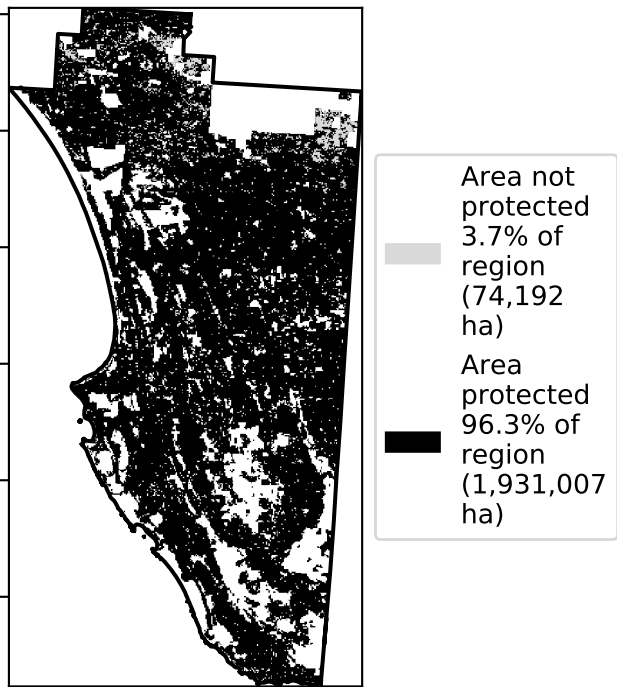 Area not
protected
3.7% of
region
(74,192
ha)
Area
protected
96.3% of
region
(1,931,007
ha)